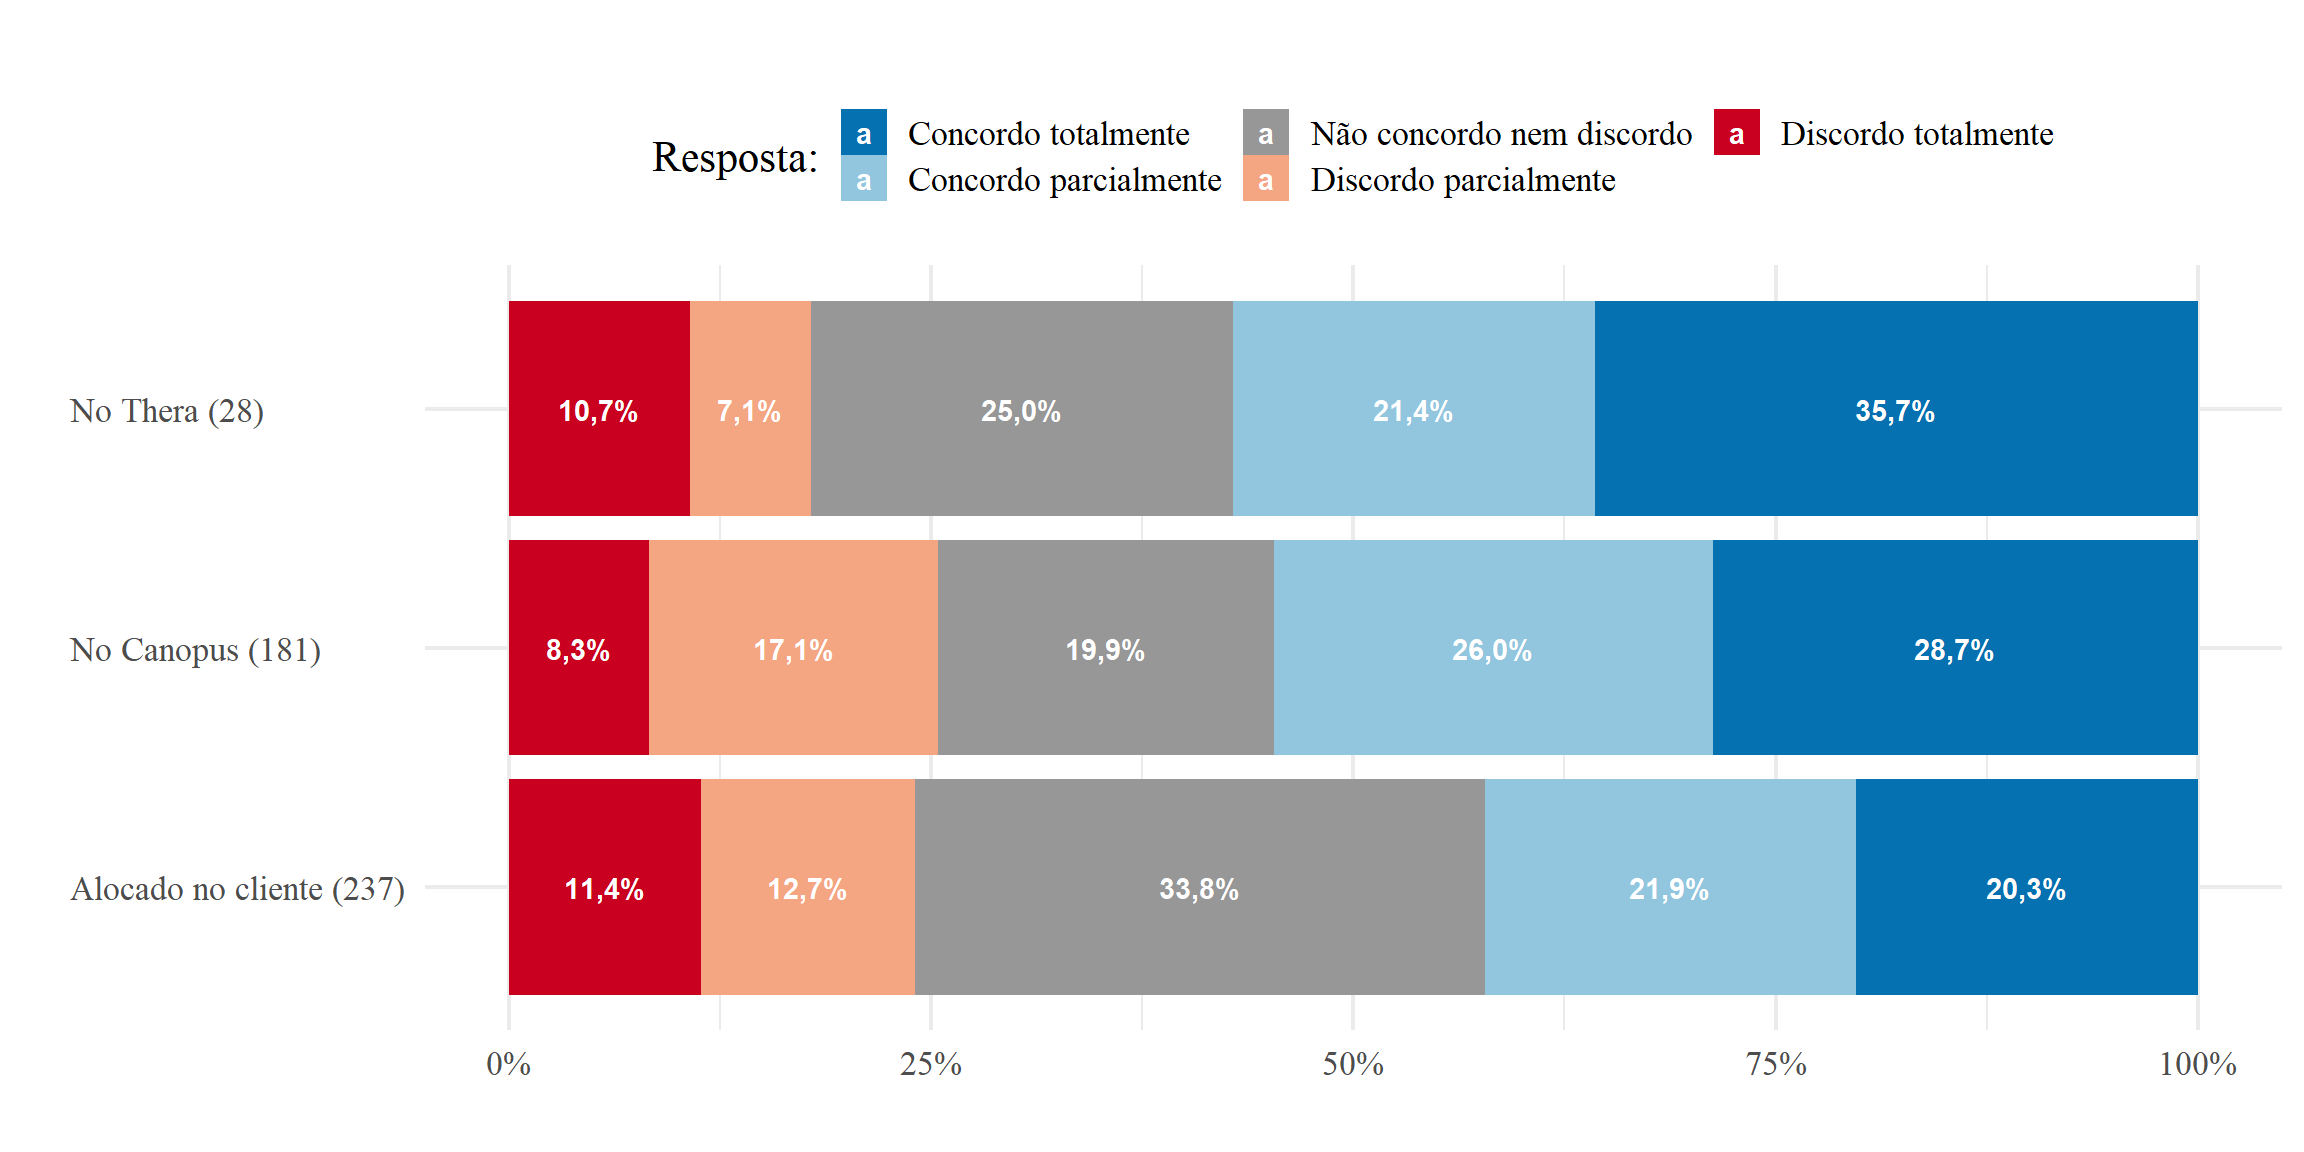 Resposta:
a Concordo totalmente
a Concordo parcialmente
a Não concordo nem discordo
a Discordo parcialmente
a Discordo totalmente
No Thera (28)
10,7% 7,1% 25,0% 21,4% 35,7%
No Canopus (181)
8,3% 17,1% 19,9% 26,0% 28,7%
Alocado no cliente (237)
11,4% 12,7% 33,8% 21,9% 20,3%
0% 25% 50% 75% 100%